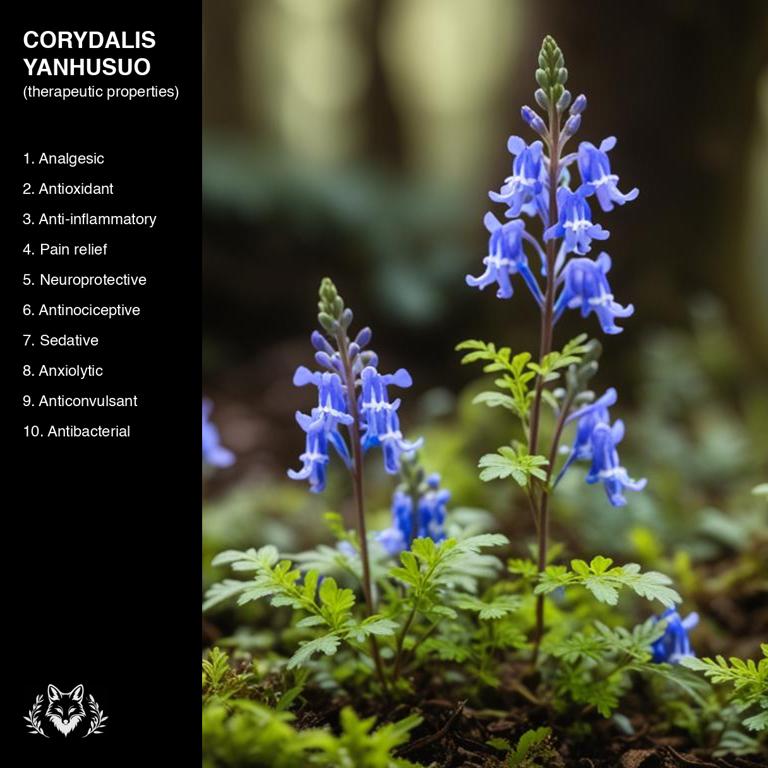 CORYDALIS
YANHUSUO
(therapeutic properties)
1. Analgesic
2. Antioxidant
3. Anti-inflammatory
4. Pain relief
5. Neuroprotective
6. Antinociceptive
7. Sedative
8. Anxiolytic
9. Anticonvulsant
10. Antibacterial